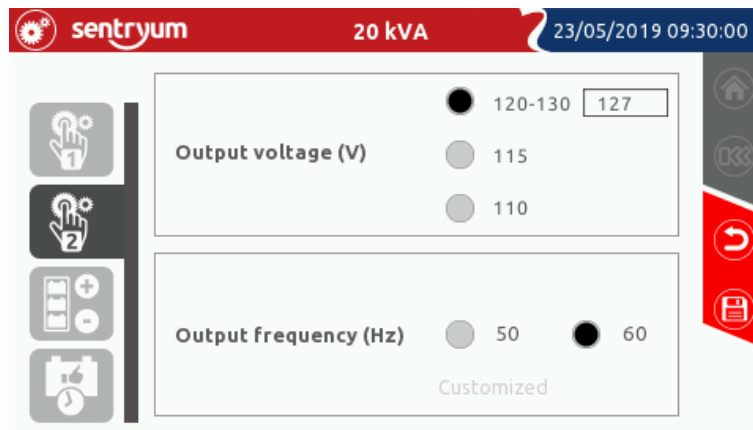 sentryum 20 kVA 23/05/2019 09:30:00
120-130 127
Output voltage (V) 115
110
1
2
Output frequency (Hz) 50 60
Customized